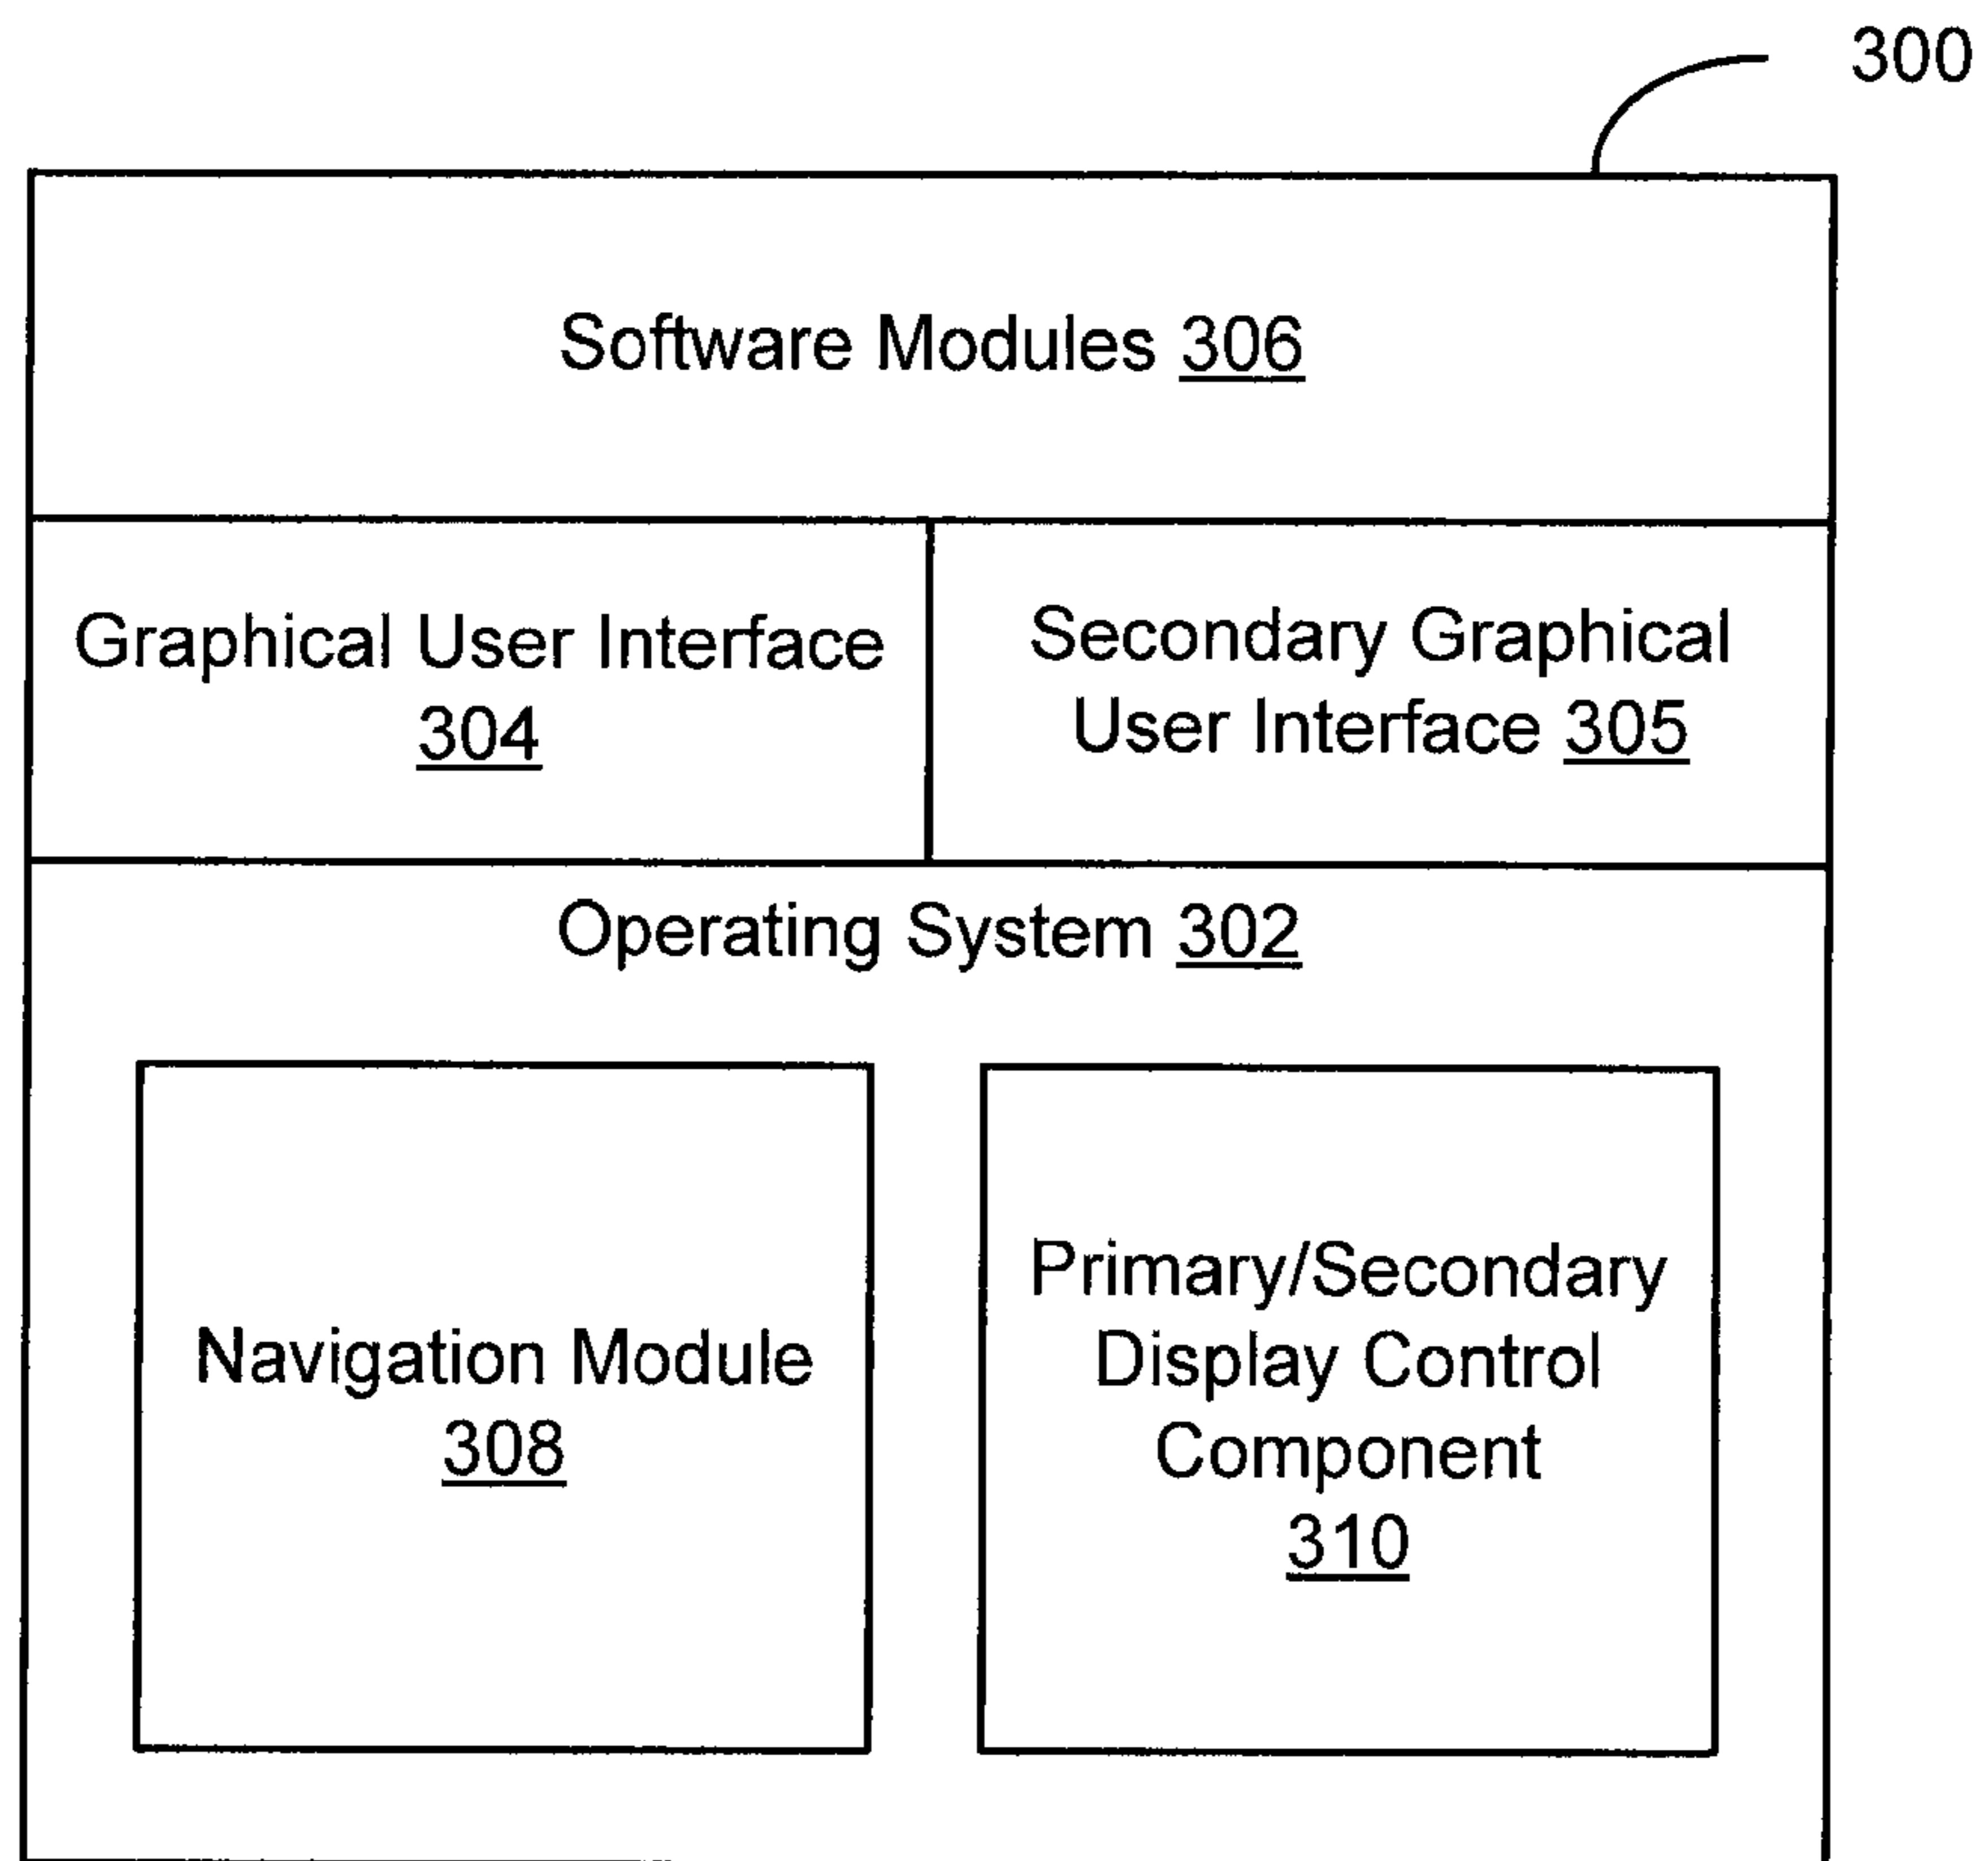 300
Software Modules 306
Graphical User Interface
304
Secondary Graphical
User Interface 305
Operating System 302
Navigation Module
308
Primary/Secondary
Display Control
Component
310